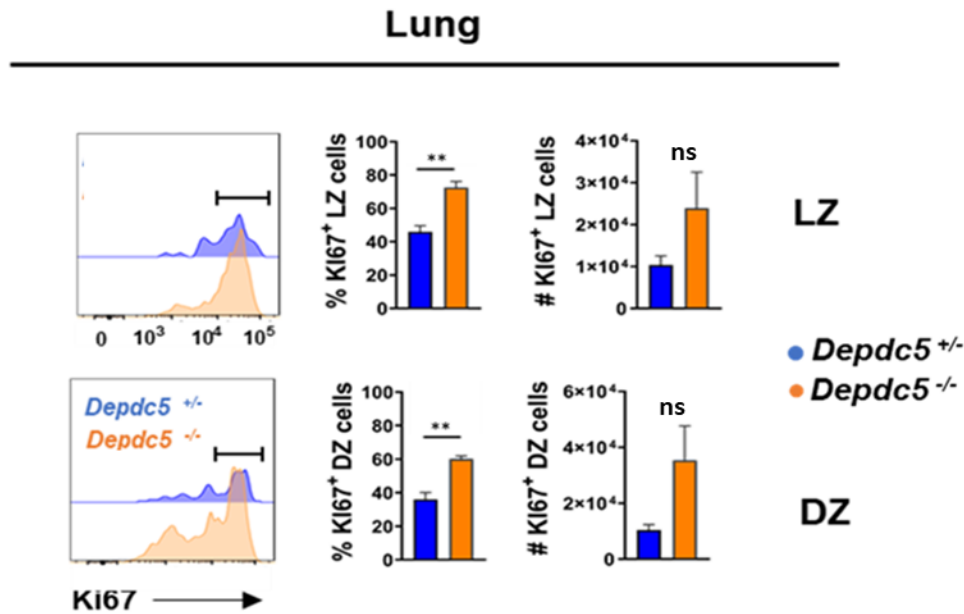 Lung
0 10³ 10⁴ 10⁵
% KI67⁺ LZ cells
100
80
60
40
20
0
**
# KI67⁺ LZ cells
4×10⁴
3×10⁴
2×10⁴
1×10⁴
0
ns
LZ
Depdc5 +/-
Depdc5 -/-
Depdc5 +/-
Depdc5 -/-
Ki67
% KI67⁺ DZ cells
100
80
60
40
20
0
**
# KI67⁺ DZ cells
6×10⁴
4×10⁴
2×10⁴
0
ns
DZ